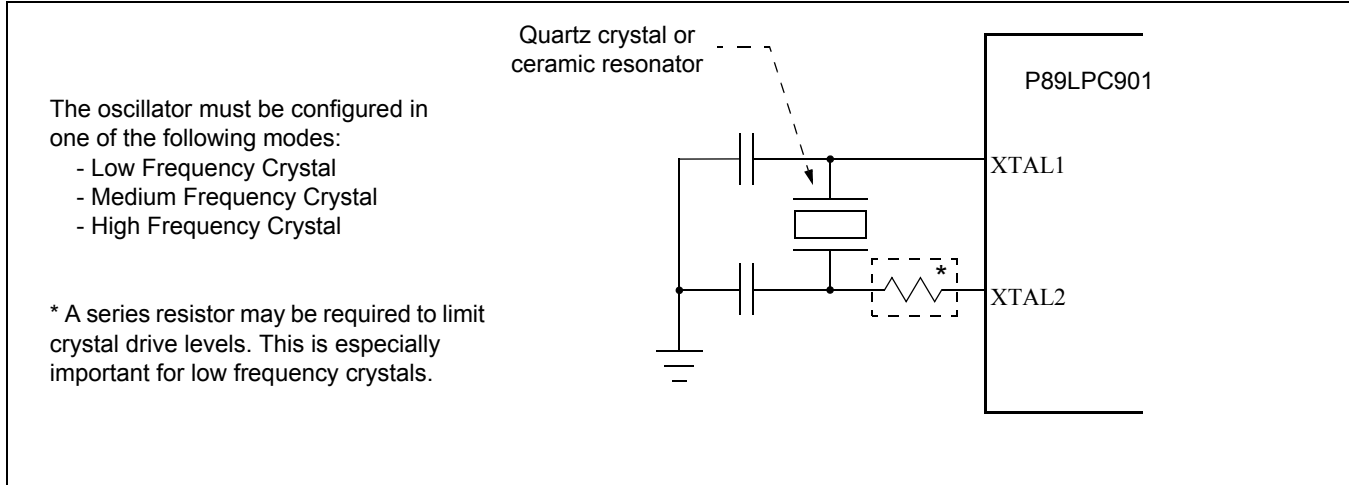 Quartz crystal or
ceramic resonator
P89LPC901
The oscillator must be configured in
one of the following modes:
- Low Frequency Crystal
- Medium Frequency Crystal
- High Frequency Crystal
XTAL1
*
XTAL2
* A series resistor may be required to limit
crystal drive levels. This is especially
important for low frequency crystals.